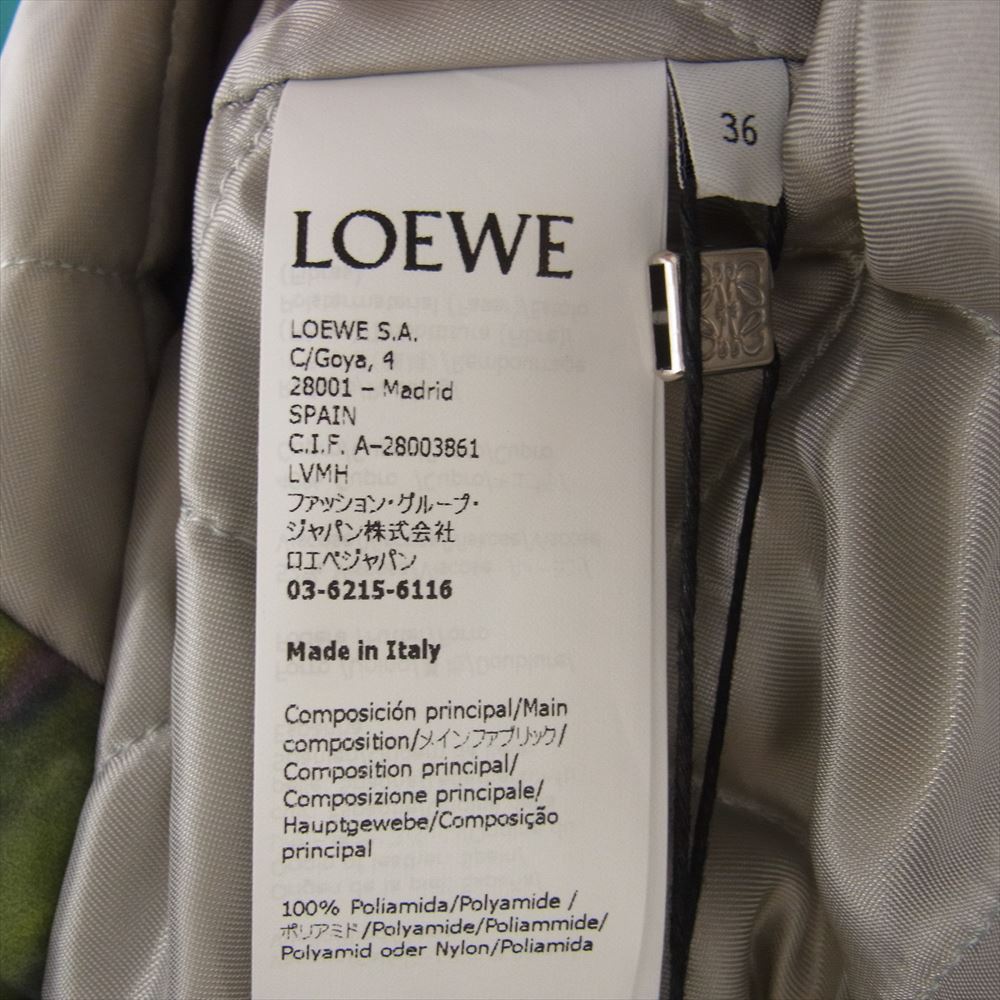 36
LOEWE
LOEWE S.A.
C/Goya, 4
28001 – Madrid
SPAIN
C.I.F. A-28003861
LVMH
ファッション・グループ・
ジャパン株式会社
ロエベジャパン
03-6215-6116
Made in Italy
Composición principal/Main
composition/メインファブリック/
Composition principal/
Composizione principale/
Hauptgewebe/Composição
principal
100% Poliamida/Polyamide /
ポリアミド/Polyamide/Poliammide/
Polyamid oder Nylon/Poliamida